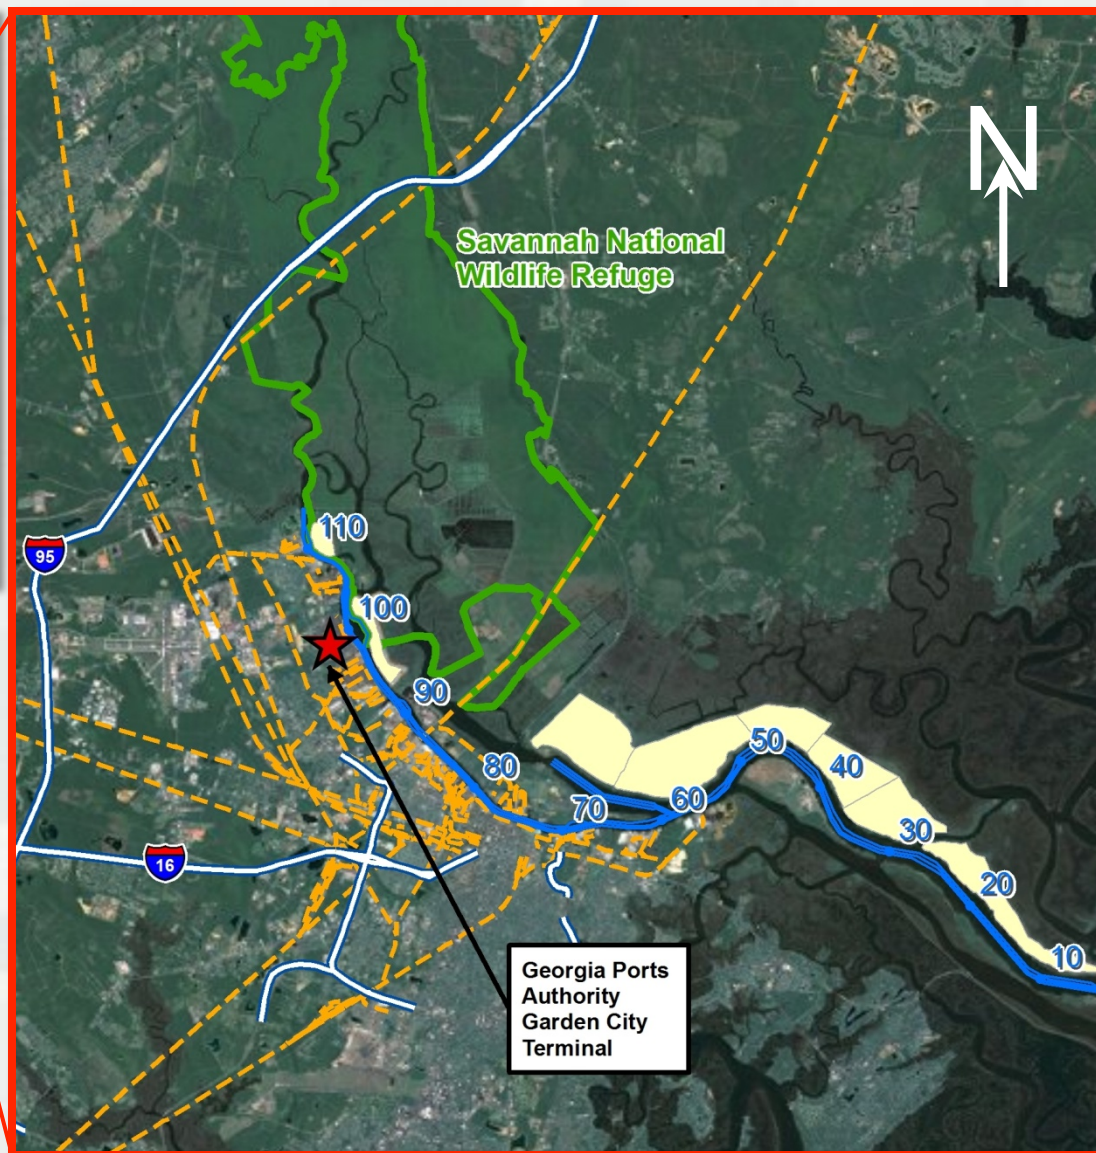 N
Savannah National
Wildlife Refuge
110
95
100
90
50
80
40
60
70
30
16
20
10
Georgia Ports
Authority
Garden City
Terminal